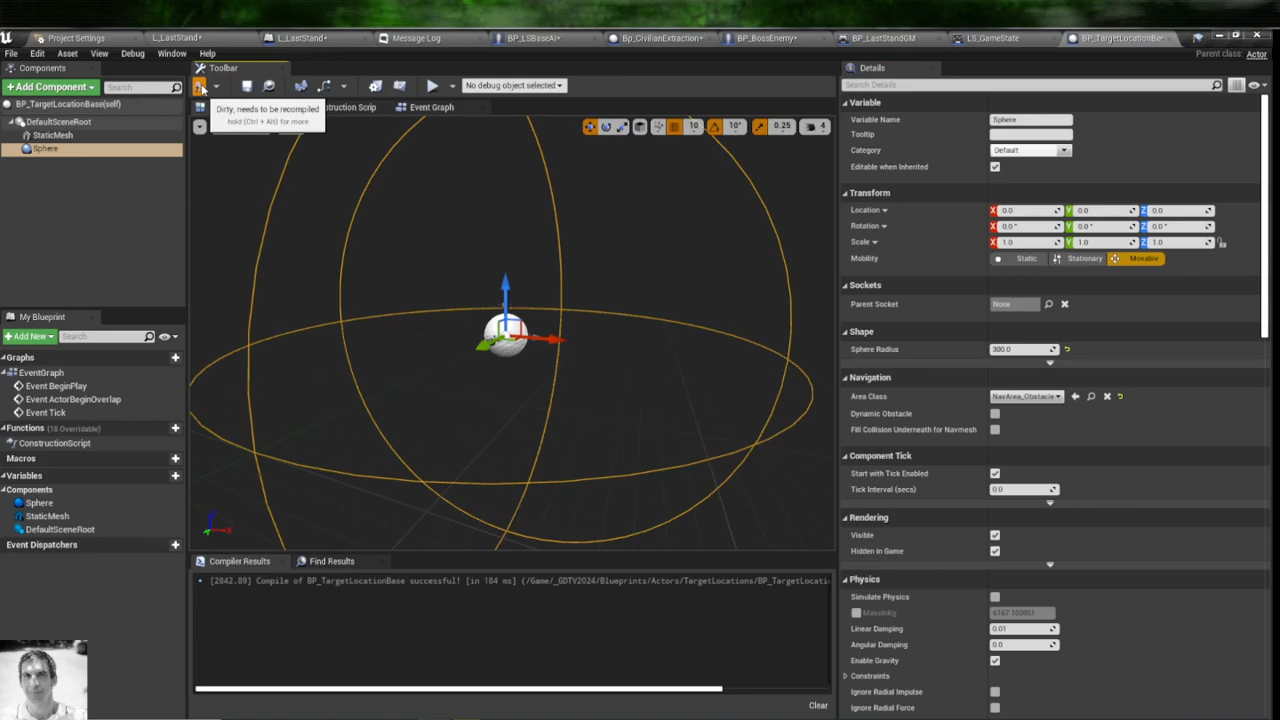 Project Settings
L_LastStand*
L_LastStand*
Message Log
BP_LSBaseAI*
Bp_CivilianExtraction*
BP_BossEnemy*
BP_LastStandGM
LS_GameState
BP_TargetLocationBas
File Edit Asset View Debug Window Help
Parent class: Actor
Components
Toolbar
Details
+Add Component
Search
No debug object selected
Search Details
BP_TargetLocationBase(self)
Dirty; needs to be recompiled
hold (Ctrl + Alt) for more
nstruction Scrip
Event Graph
Variable
DefaultSceneRoot
StaticMesh
Sphere
10
10°
0.25
4
Variable Name
Sphere
Tooltip
Category
Default
Editable when Inherited
Transform
Location
X 0.0 Y 0.0 Z 0.0
Rotation
X 0.0 ° Y 0.0 ° Z 0.0 °
Scale
X 1.0 Y 1.0 Z 1.0
Mobility
Static
Stationary
Movable
Sockets
Parent Socket
None
My Blueprint
+Add New
Search
Graphs
EventGraph
Event BeginPlay
Event ActorBeginOverlap
Event Tick
Functions (18 Overridable)
ConstructionScript
Macros
Variables
Components
Sphere
StaticMesh
DefaultSceneRoot
Event Dispatchers
Shape
Sphere Radius
300.0
Navigation
Area Class
NavArea_Obstacle
Dynamic Obstacle
Fill Collision Underneath for Navmesh
Component Tick
Start with Tick Enabled
Tick Interval (secs)
0.0
Rendering
Visible
Hidden in Game
Z
X
Compiler Results
Find Results
[2842.89] Compile of BP_TargetLocationBase successful! [in 184 ms] (/Game/_GDTV2024/Blueprints/Actors/TargetLocations/BP_TargetLocati
Clear
Physics
Simulate Physics
MassInKg
Linear Damping
0.01
Angular Damping
0.0
Enable Gravity
Constraints
Ignore Radial Impulse
Ignore Radial Force